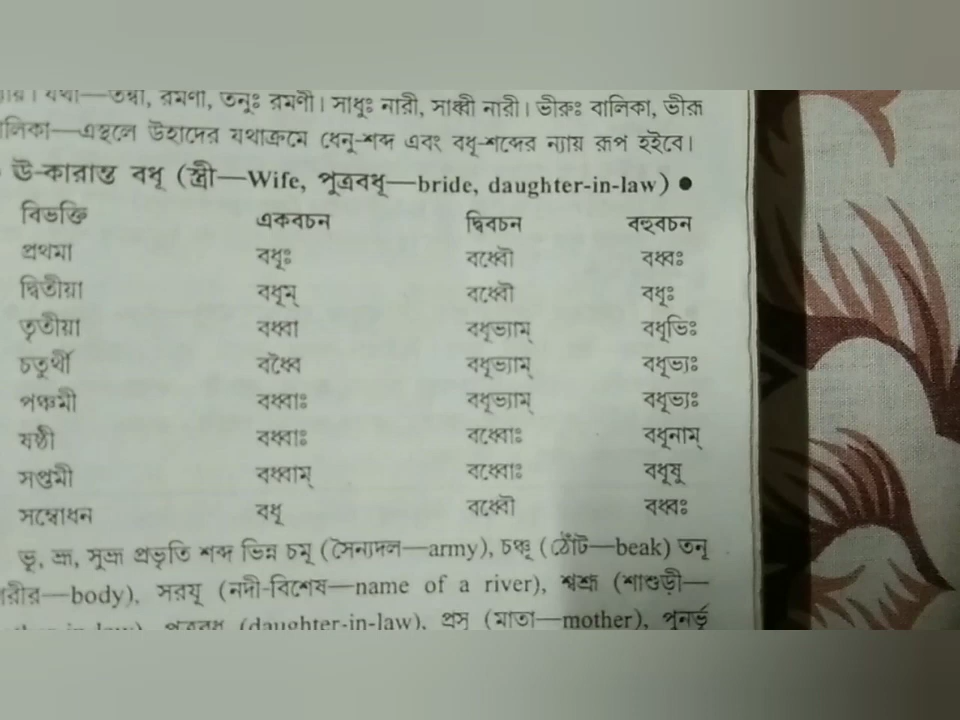 তন্বী, রমণী, তনুঃ রমণী। সাধুঃ নারী, সাধ্বী নারী। ভীরুঃ বালিকা, ভীরূ
লিকা—এস্থলে উহাদের যথাক্রমে ধেনু-শব্দ এবং বধূ-শব্দের ন্যায় রূপ হইবে।
ঊ-কারান্ত বধূ (স্ত্রী—Wife, পুত্রবধূ—bride, daughter-in-law) ●
বিভক্তি একবচন দ্বিবচন বহুবচন
প্রথমা বধূঃ বধ্বৌ বধ্বঃ
দ্বিতীয়া বধূম্ বধ্বৌ বধূঃ
তৃতীয়া বধ্বা বধূভ্যাম্ বধূভিঃ
চতুর্থী বধ্বৈ বধূভ্যাম্ বধূভ্যঃ
পঞ্চমী বধ্বাঃ বধূভ্যাম্ বধূভ্যঃ
ষষ্ঠী বধ্বাঃ বধ্বোঃ বধূনাম্
সপ্তমী বধ্বাম্ বধ্বোঃ বধূষু
সম্বোধন বধূ বধ্বৌ বধ্বঃ
ভূ, ভ্রূ, সুভ্রূ প্রভৃতি শব্দ ভিন্ন চমূ (সৈন্যদল—army), চঞ্চূ (ঠোঁট—beak) তনূ
রীর—body), সরযূ (নদী-বিশেষ—name of a river), শ্বশ্রূ (শাশুড়ী—
পুত্রবধূ (daughter-in-law), প্রসূ (মাতা—mother), পুনর্ভূ